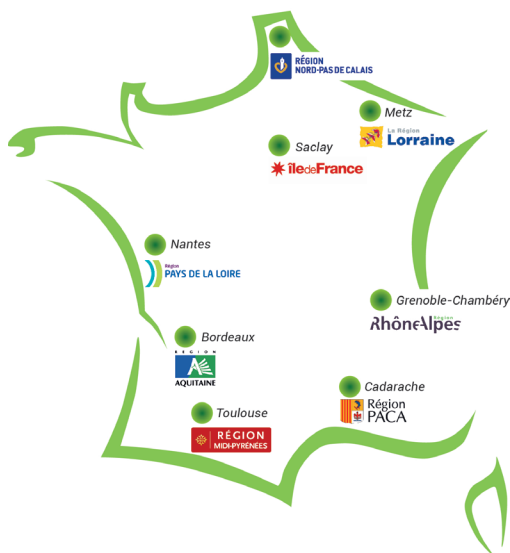 RÉGION
NORD-PAS DE CALAIS
Metz
La Région
Lorraine
Saclay
îledeFrance
Nantes
Région
PAYS DE LA LOIRE
Grenoble-Chambéry
Région
RhôneAlpes
Bordeaux
REGION
AQUITAINE
Cadarache
Région
PACA
Toulouse
RÉGION
MIDI-PYRÉNÉES